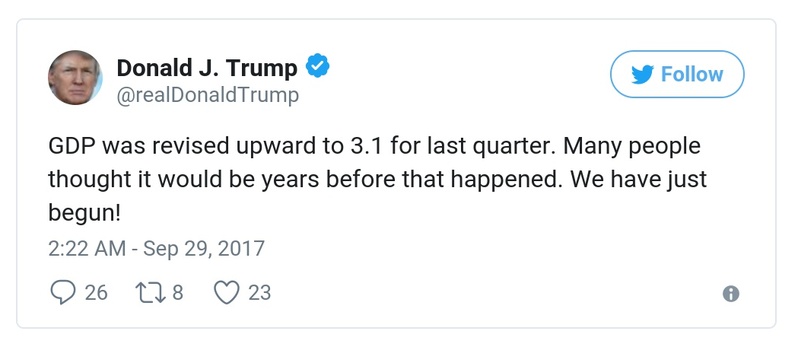 Donald J. Trump
@realDonaldTrump
Follow
GDP was revised upward to 3.1 for last quarter. Many people
thought it would be years before that happened. We have just
begun!
2:22 AM - Sep 29, 2017
26 8 23